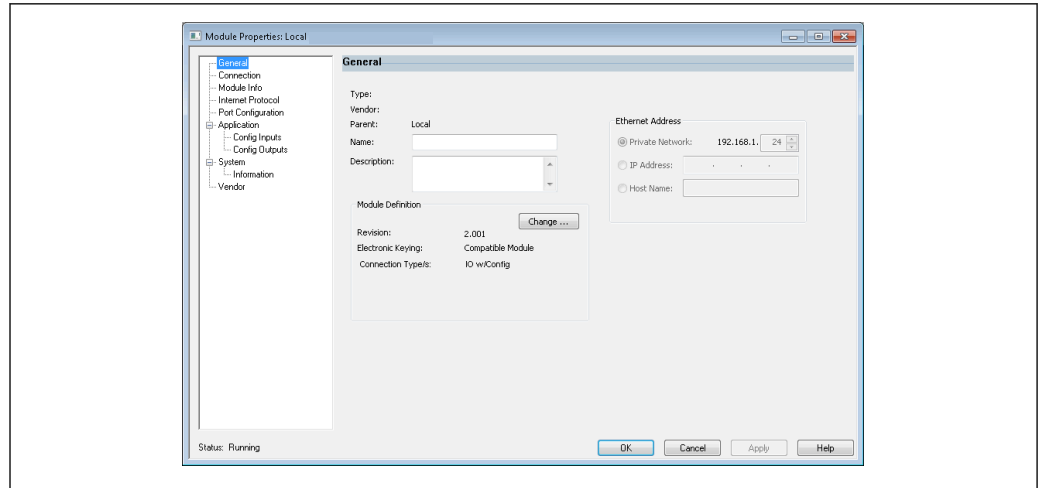 Module Properties: Local
General
Connection
Module Info
Internet Protocol
Port Configuration
Application
Config Inputs
Config Outputs
System
Information
Vendor
General
Type:
Vendor:
Parent: Local
Name:
Description:
Module Definition
Change ...
Revision: 2.001
Electronic Keying: Compatible Module
Connection Type/s: IO w/Config
Ethernet Address
Private Network: 192.168.1. 24
IP Address: . . .
Host Name:
Status: Running
OK Cancel Apply Help